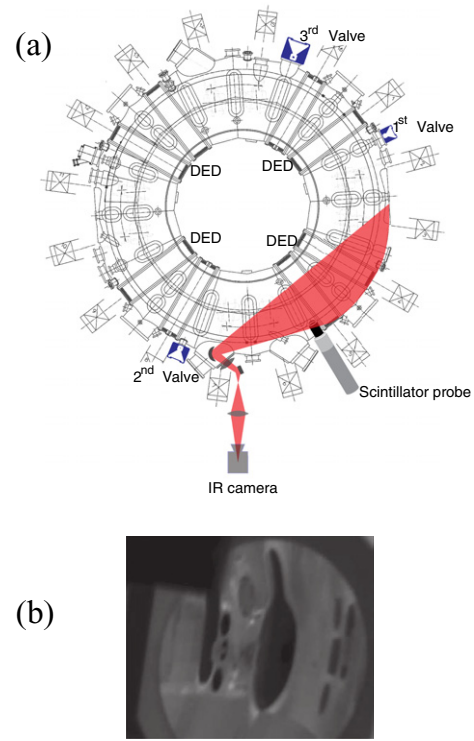 (a)
3rd Valve
1st Valve
DED DED
DED DED
2nd Valve
Scintillator probe
IR camera
(b)